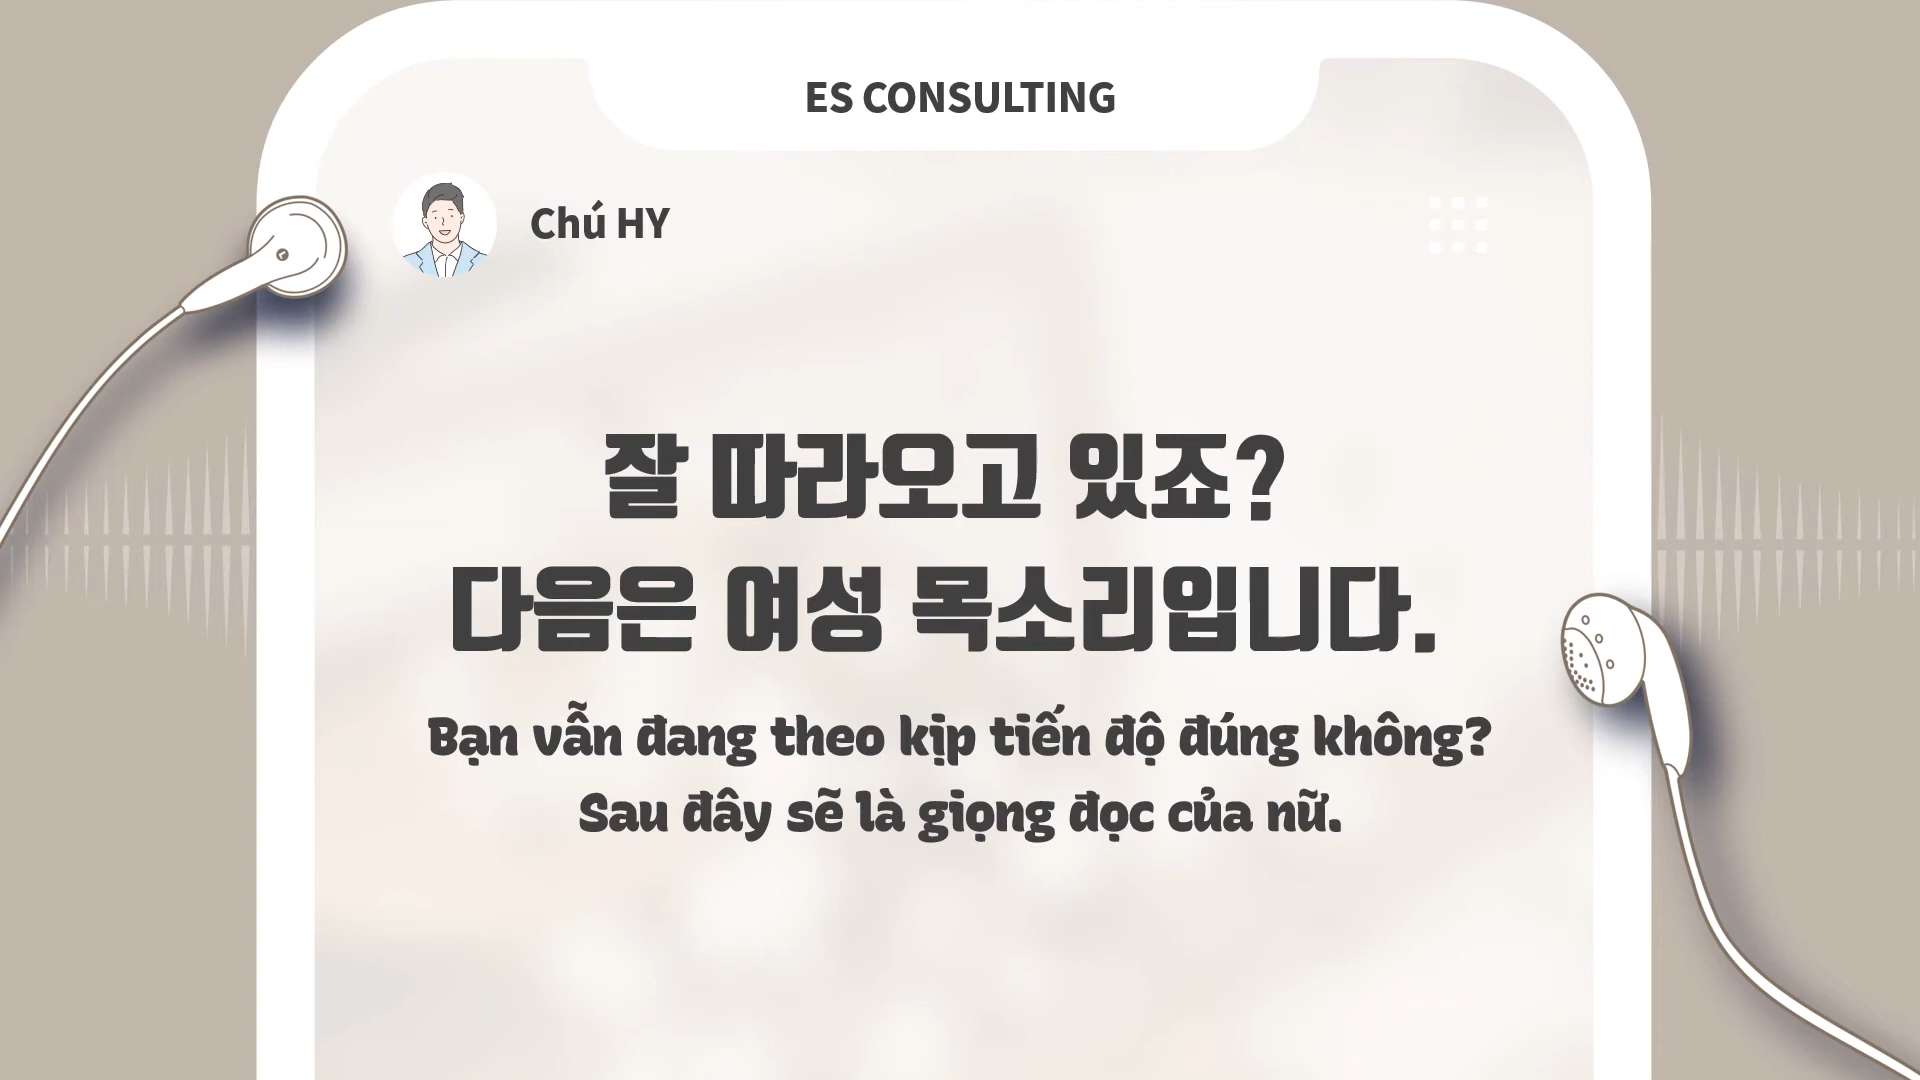 ES CONSULTING
Chú HY
잘 따라오고 있죠?
다음은 여성 목소리입니다.
Bạn vẫn đang theo kịp tiến độ đúng không?
Sau đây sẽ là giọng đọc của nữ.